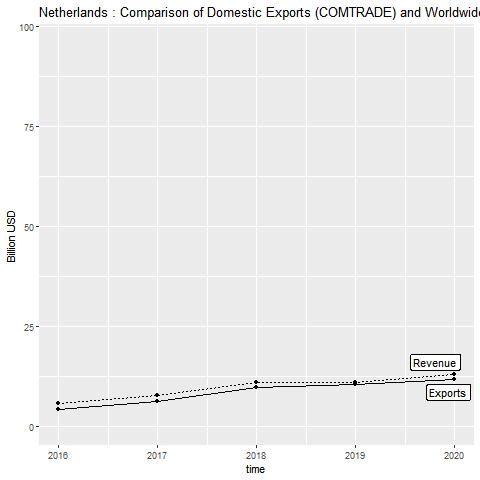 Netherlands : Comparison of Domestic Exports (COMTRADE) and Worldwide
100
75
50
25
0
Billion USD
Revenue
Exports
2016 2017 2018 2019 2020
time